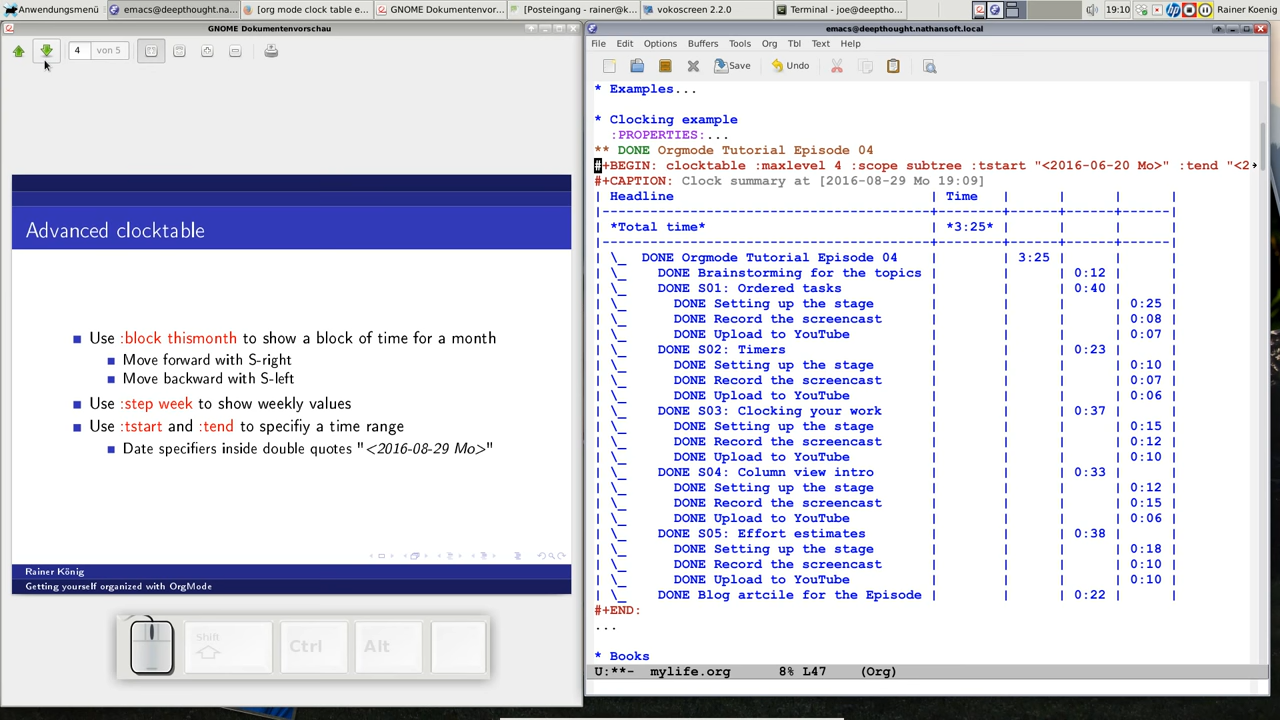 Anwendungsmenü
emacs@deepthought.nathansoft...
[org mode clock table e...
GNOME Dokumentenvor...
[Posteingang - rainer@k...
vokoscreen 2.2.0
Terminal - joe@deeptho...
19:10
Rainer Koenig
GNOME Dokumentenvorschau
4
von 5
Advanced clocktable
Use :block thismonth to show a block of time for a month
Move forward with S-right
Move backward with S-left
Use :step week to show weekly values
Use :tstart and :tend to specifiy a time range
Date specifiers inside double quotes "<2016-08-29 Mo>"
Rainer König
Getting yourself organized with OrgMode
Shift
Ctrl
Alt
emacs@deepthought.nathansoft.local
File Edit Options Buffers Tools Org Tbl Text Help
Save
Undo
* Examples...
* Clocking example
:PROPERTIES:...
** DONE Orgmode Tutorial Episode 04
#+BEGIN: clocktable :maxlevel 4 :scope subtree :tstart "<2016-06-20 Mo>" :tend "<2
#+CAPTION: Clock summary at [2016-08-29 Mo 19:09]
| Headline | Time | | | |
|----------------------------------------+-------+------+------+------|
| *Total time* | *3:25* | | | |
|----------------------------------------+-------+------+------+------|
| \_ DONE Orgmode Tutorial Episode 04 | | 3:25 | | |
| \_ DONE Brainstorming for the topics | | | 0:12 | |
| \_ DONE S01: Ordered tasks | | | 0:40 | |
| \_ DONE Setting up the stage | | | | 0:25 |
| \_ DONE Record the screencast | | | | 0:08 |
| \_ DONE Upload to YouTube | | | | 0:07 |
| \_ DONE S02: Timers | | | 0:23 | |
| \_ DONE Setting up the stage | | | | 0:10 |
| \_ DONE Record the screencast | | | | 0:07 |
| \_ DONE Upload to YouTube | | | | 0:06 |
| \_ DONE S03: Clocking your work | | | 0:37 | |
| \_ DONE Setting up the stage | | | | 0:15 |
| \_ DONE Record the screencast | | | | 0:12 |
| \_ DONE Upload to YouTube | | | | 0:10 |
| \_ DONE S04: Column view intro | | | 0:33 | |
| \_ DONE Setting up the stage | | | | 0:12 |
| \_ DONE Record the screencast | | | | 0:15 |
| \_ DONE Upload to YouTube | | | | 0:06 |
| \_ DONE S05: Effort estimates | | | 0:38 | |
| \_ DONE Setting up the stage | | | | 0:18 |
| \_ DONE Record the screencast | | | | 0:10 |
| \_ DONE Upload to YouTube | | | | 0:10 |
| \_ DONE Blog artcile for the Episode | | | 0:22 | |
#+END:
...
* Books
U:**- mylife.org 8% L47 (Org)